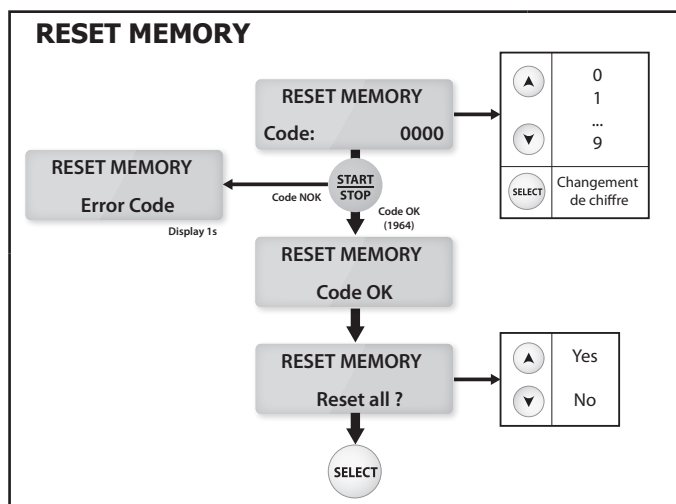 RESET MEMORY
RESET MEMORY
Code: 0000
0
1
...
9
SELECT
Changement
de chiffre
START
STOP
Code NOK
RESET MEMORY
Error Code
Display 1s
Code OK
(1964)
RESET MEMORY
Code OK
RESET MEMORY
Reset all ?
Yes
No
SELECT